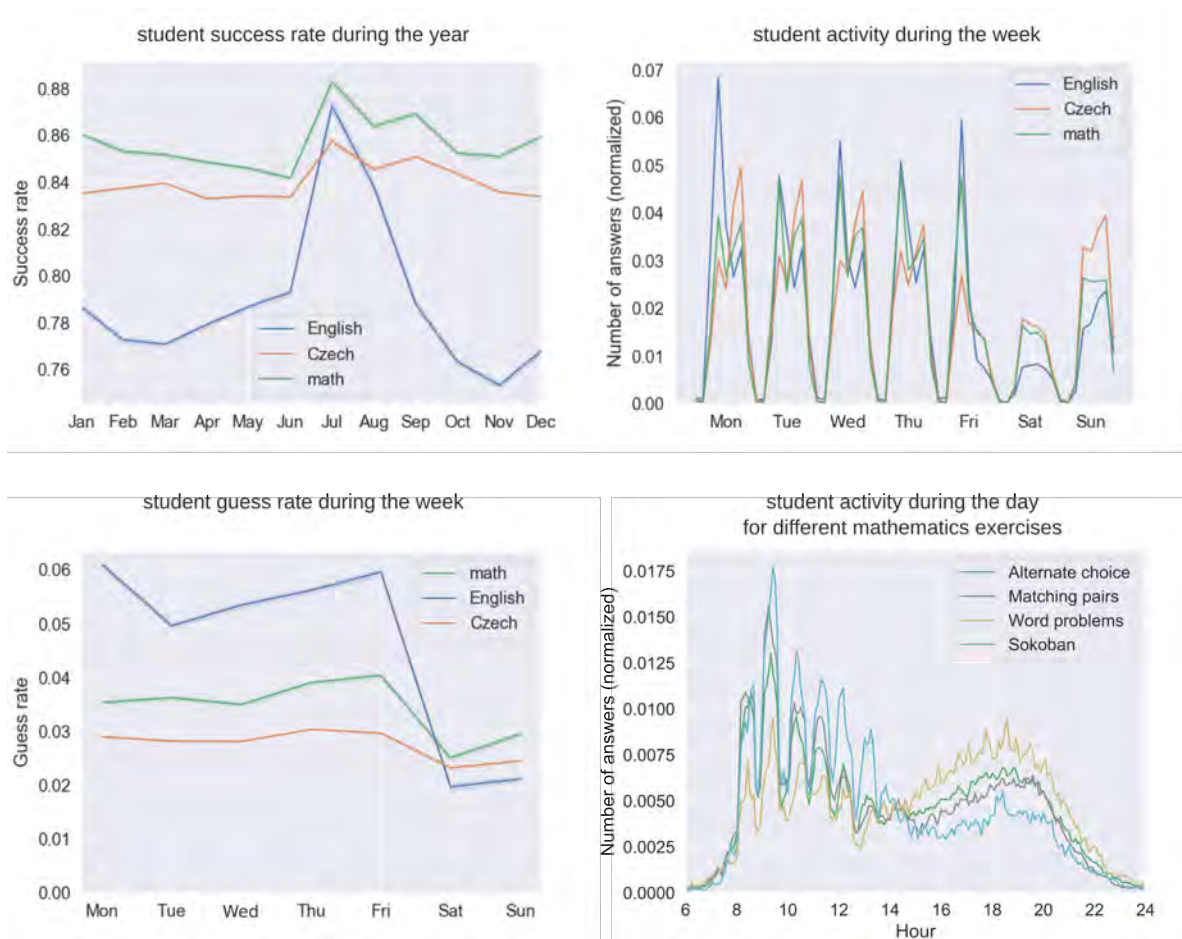 student success rate during the year
Success rate
0.88
0.86
0.84
0.82
0.80
0.78
0.76
English
Czech
math
Jan Feb Mar Apr May Jun Jul Aug Sep Oct Nov Dec
student activity during the week
Number of answers (normalized)
0.07
0.06
0.05
0.04
0.03
0.02
0.01
0.00
English
Czech
math
Mon Tue Wed Thu Fri Sat Sun
student guess rate during the week
Guess rate
0.06
0.05
0.04
0.03
0.02
0.01
0.00
math
English
Czech
Mon Tue Wed Thu Fri Sat Sun
student activity during the day
for different mathematics exercises
Number of answers (normalized)
0.0175
0.0150
0.0125
0.0100
0.0075
0.0050
0.0025
0.0000
Alternate choice
Matching pairs
Word problems
Sokoban
6 8 10 12 14 16 18 20 22 24
Hour